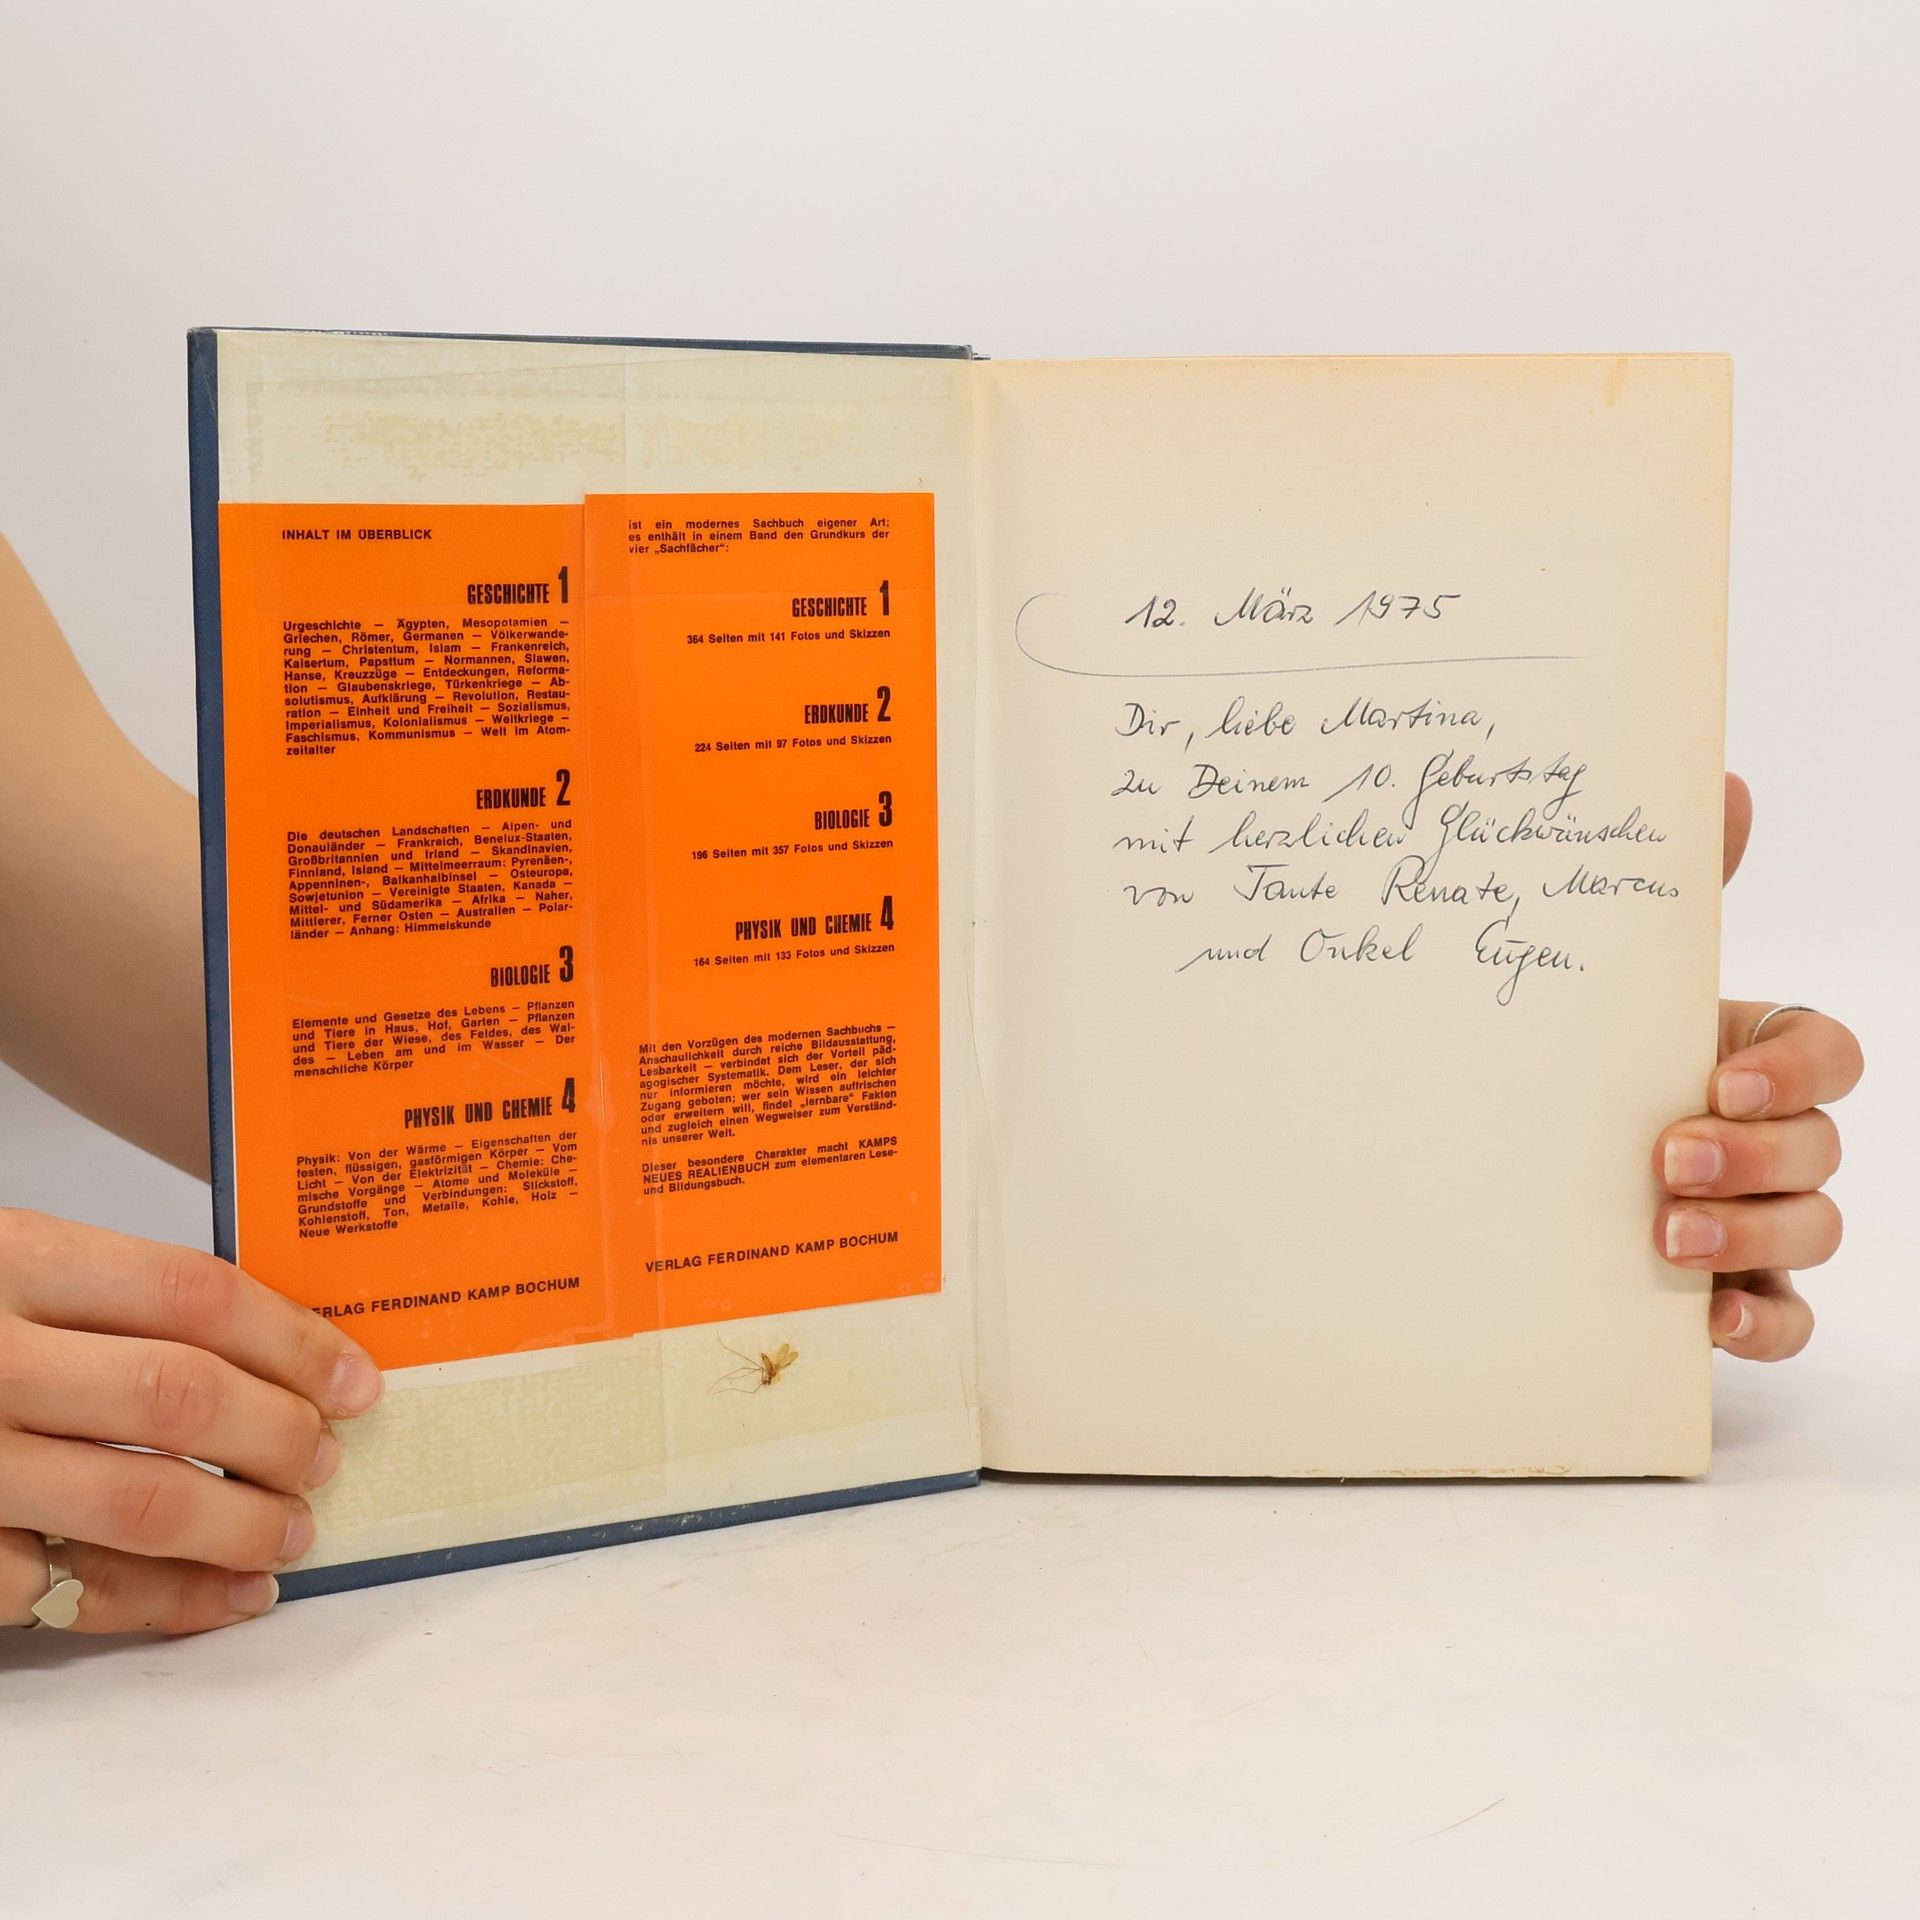 INHALT IM ÜBERBLICK
GESCHICHTE 1
Urgeschichte — Ägypten, Mesopotamien —
Griechen, Römer, Germanen — Völkerwande-
rung — Christentum, Islam — Frankenreich,
Kaisertum, Papsttum — Normannen, Slawen,
Hanse, Kreuzzüge — Entdeckungen, Reforma-
tion — Glaubenskriege, Türkenkriege — Ab-
solutismus, Aufklärung — Revolution, Restau-
ration — Einheit und Freiheit — Sozialismus,
Imperialismus, Kolonialismus — Weltkriege —
Faschismus, Kommunismus — Welt im Atom-
zeitalter
ERDKUNDE 2
Die deutschen Landschaften — Alpen- und
Donauländer — Frankreich, Benelux-Staaten,
Großbritannien und Irland — Skandinavien,
Finnland, Island — Mittelmeerraum: Pyrenäen-,
Appenninen-, Balkanhalbinsel — Osteuropa,
Sowjetunion — Vereinigte Staaten, Kanada —
Mittel- und Südamerika — Afrika — Naher,
Mittlerer, Ferner Osten — Australien — Polar-
länder — Anhang: Himmelskunde
BIOLOGIE 3
Elemente und Gesetze des Lebens — Pflanzen
und Tiere in Haus, Hof, Garten — Pflanzen
und Tiere der Wiese, des Feldes, des Wal-
des — Leben am und im Wasser — Der
menschliche Körper
PHYSIK UND CHEMIE 4
Physik: Von der Wärme — Eigenschaften der
festen, flüssigen, gasförmigen Körper — Vom
Licht — Von der Elektrizität — Chemie: Che-
mische Vorgänge — Atome und Moleküle —
Grundstoffe und Verbindungen: Stickstoff,
Kohlenstoff, Ton, Metalle, Kohle, Holz —
Neue Werkstoffe
ERLAG FERDINAND KAMP BOCHUM
ist ein modernes Sachbuch eigener Art;
es enthält in einem Band den Grundkurs der
vier „Sachfächer“:
GESCHICHTE 1
364 Seiten mit 141 Fotos und Skizzen
ERDKUNDE 2
224 Seiten mit 97 Fotos und Skizzen
BIOLOGIE 3
196 Seiten mit 357 Fotos und Skizzen
PHYSIK UND CHEMIE 4
164 Seiten mit 133 Fotos und Skizzen
Mit den Vorzügen des modernen Sachbuchs —
Anschaulichkeit durch reiche Bildausstattung,
Lesbarkeit — verbindet sich der Vorteil päd-
agogischer Systematik. Dem Leser, der sich
nur informieren möchte, wird ein leichter
Zugang geboten; wer sein Wissen auffrischen
oder erweitern will, findet „lernbare“ Fakten
und zugleich einen Wegweiser zum Verständ-
nis unserer Welt.
Dieser besondere Charakter macht KAMPS
NEUES REALIENBUCH zum elementaren Lese-
und Bildungsbuch.
VERLAG FERDINAND KAMP BOCHUM
12. März 1975
Dir, liebe Martina,
zu Deinem 10. Geburtstag
mit herzlichen Glückwünschen
von Tante Renate, Marcus
und Onkel Eugen.